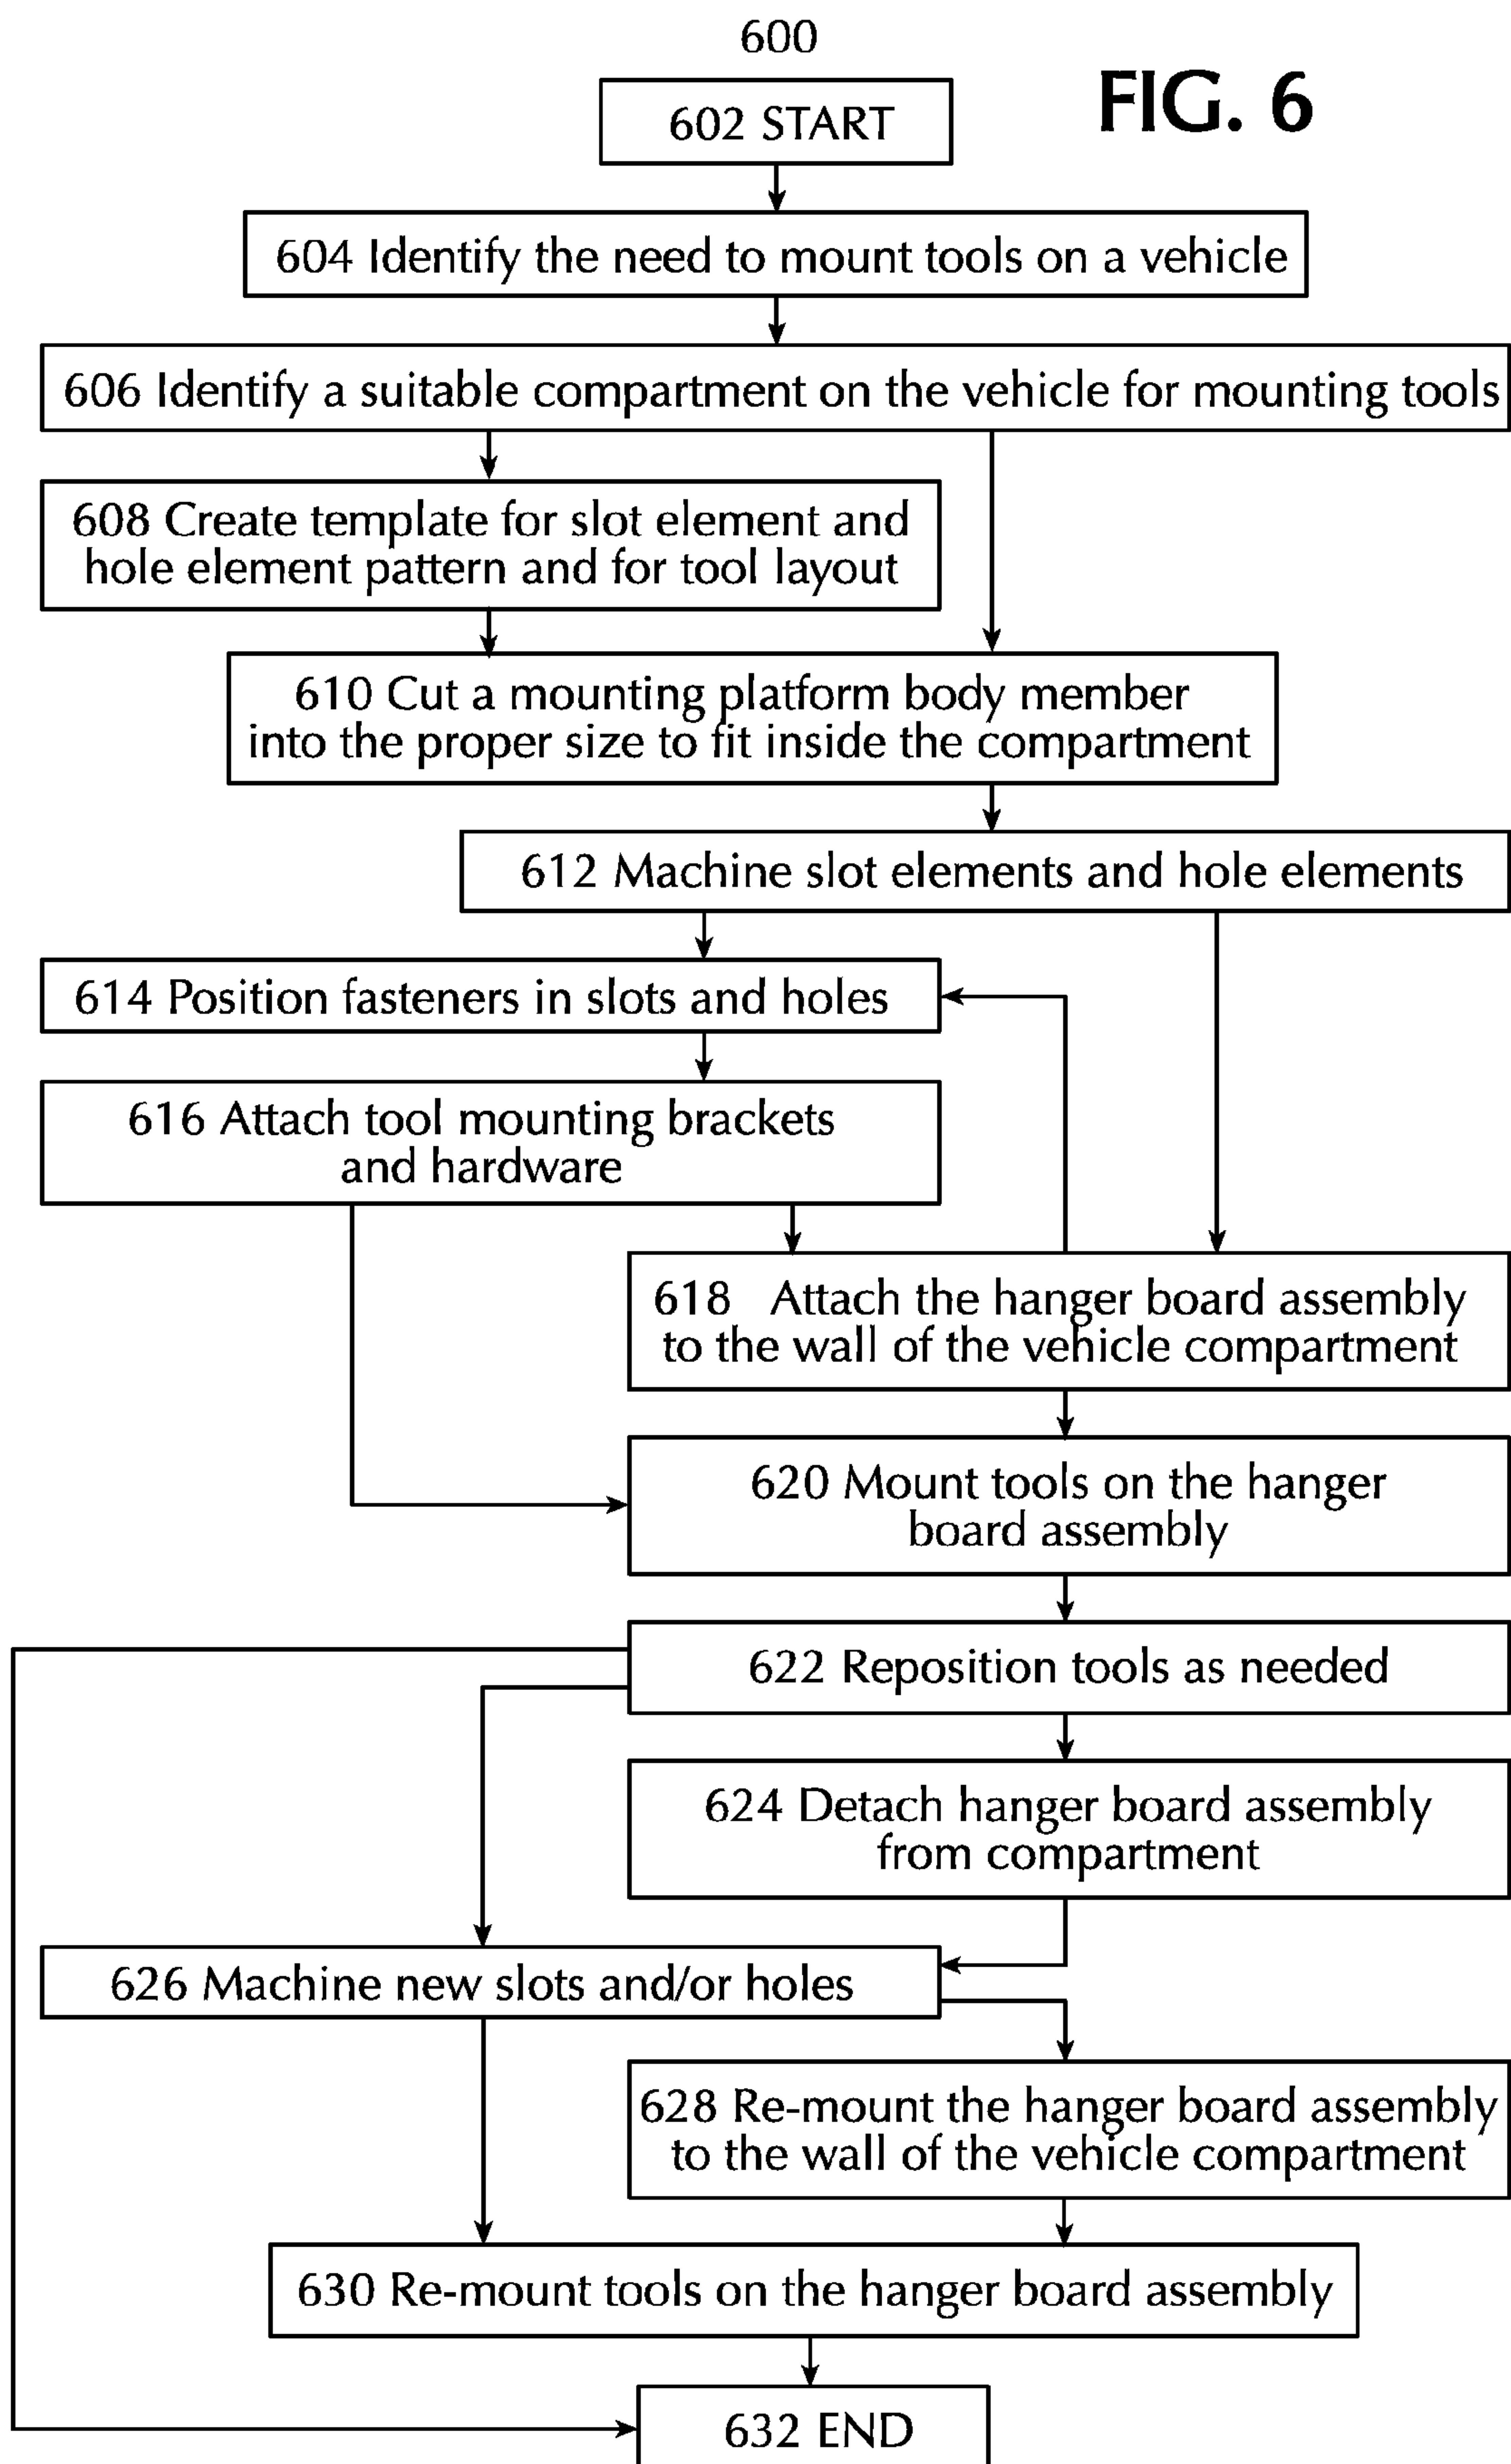 600
FIG. 6
602 START
604 Identify the need to mount tools on a vehicle
606 Identify a suitable compartment on the vehicle for mounting tools
608 Create template for slot element and
hole element pattern and for tool layout
610 Cut a mounting platform body member
into the proper size to fit inside the compartment
612 Machine slot elements and hole elements
614 Position fasteners in slots and holes
616 Attach tool mounting brackets
and hardware
618 Attach the hanger board assembly
to the wall of the vehicle compartment
620 Mount tools on the hanger
board assembly
622 Reposition tools as needed
624 Detach hanger board assembly
from compartment
626 Machine new slots and/or holes
628 Re-mount the hanger board assembly
to the wall of the vehicle compartment
630 Re-mount tools on the hanger board assembly
632 END